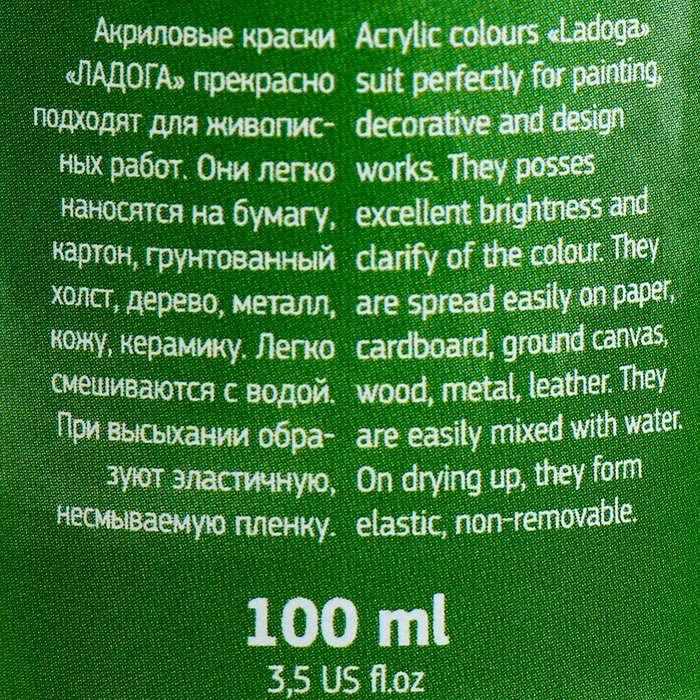 Акриловые краски
«ЛАДОГА» прекрасно
подходят для живопис-
ных работ. Они легко
наносятся на бумагу,
картон, грунтованный
холст, дерево, металл,
кожу, керамику. Легко
смешиваются с водой.
При высыхании обра-
зуют эластичную,
несмываемую пленку.
Acrylic colours «Ladoga»
suit perfectly for painting,
decorative and design
works. They posses
excellent brightness and
clarify of the colour. They
are spread easily on paper,
cardboard, ground canvas,
wood, metal, leather. They
are easily mixed with water.
On drying up, they form
elastic, non-removable.
100 ml
3,5 US fl.oz